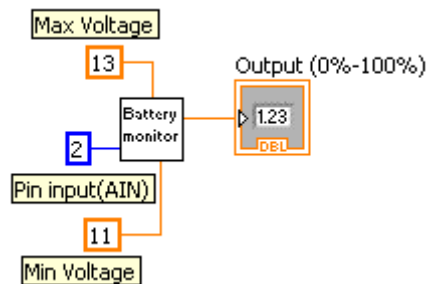 Max Voltage
13
Output (0%-100%)
Battery
monitor
1.23
DBL
2
Pin input(AIN)
11
Min Voltage